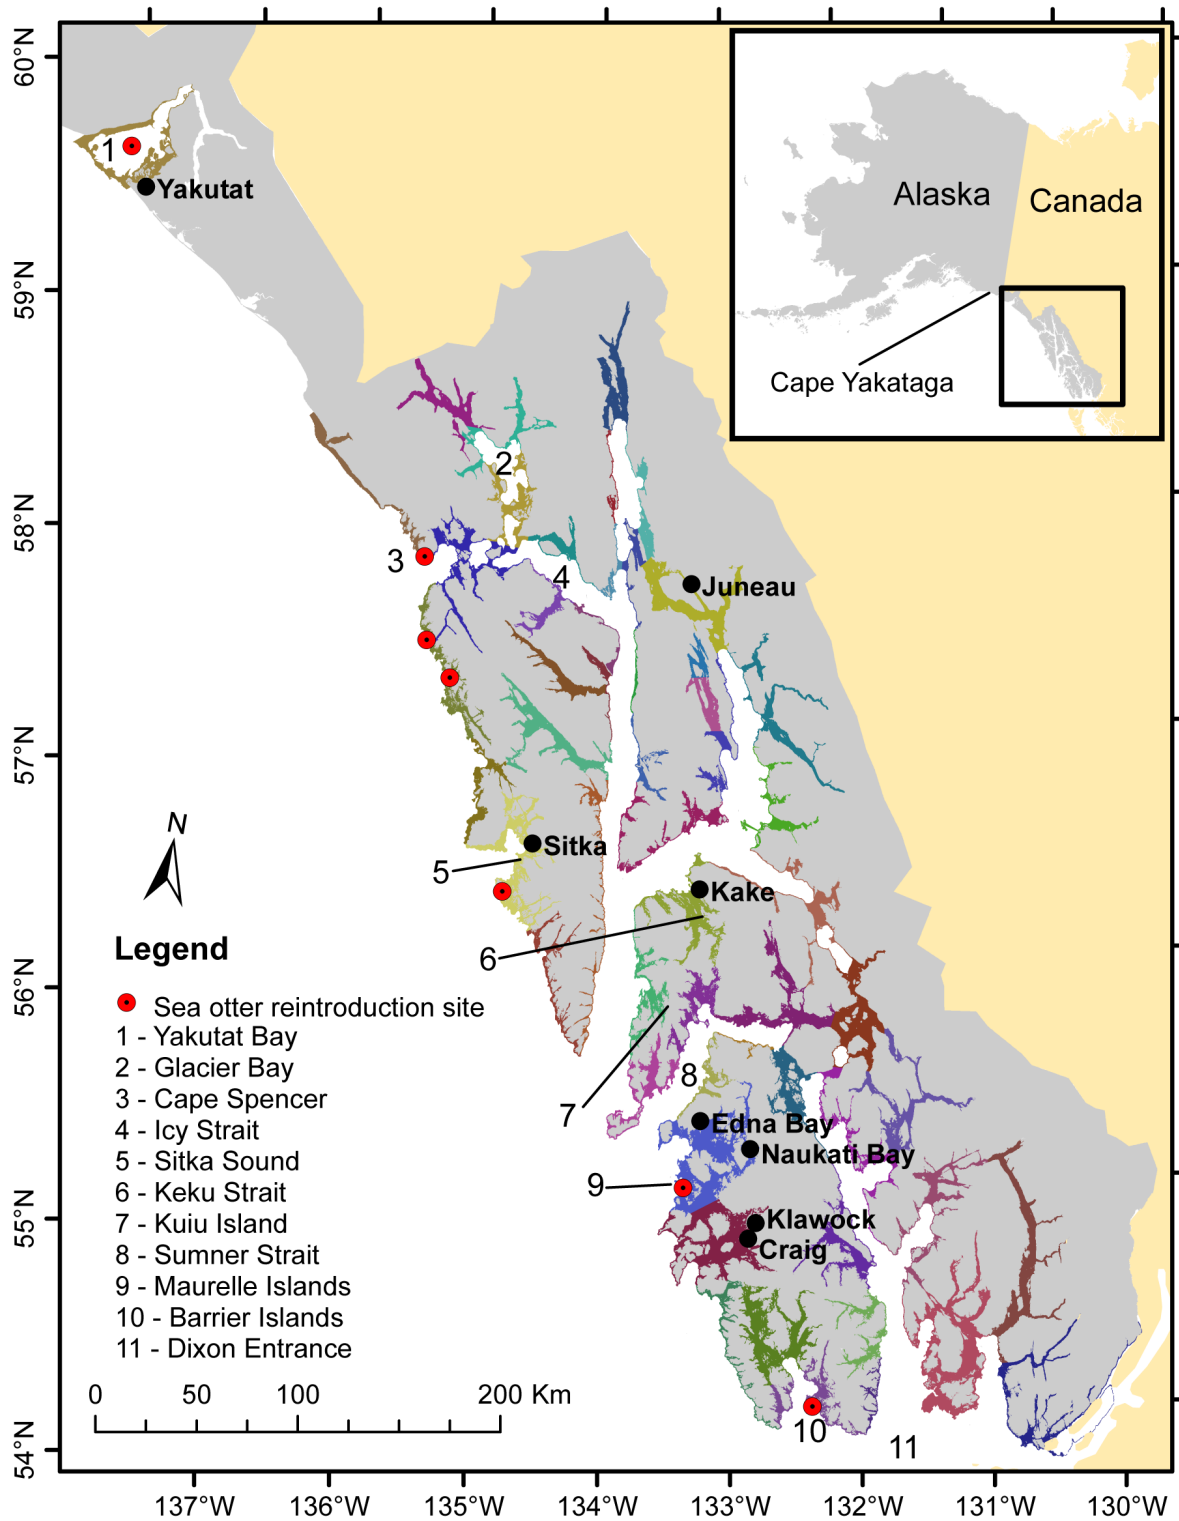 60°N
59°N
58°N
57°N
56°N
55°N
54°N
1
Yakutat
Alaska
Canada
Cape Yakataga
2
3
4
Juneau
Sitka
5
Kake
6
N
Legend
Sea otter reintroduction site
1 - Yakutat Bay
2 - Glacier Bay
3 - Cape Spencer
4 - Icy Strait
5 - Sitka Sound
6 - Keku Strait
7 - Kuiu Island
8 - Sumner Strait
9 - Maurelle Islands
10 - Barrier Islands
11 - Dixon Entrance
7
8
Edna Bay
Naukati Bay
9
Klawock
Craig
10
11
0 50 100 200 Km
137°W 136°W 135°W 134°W 133°W 132°W 131°W 130°W